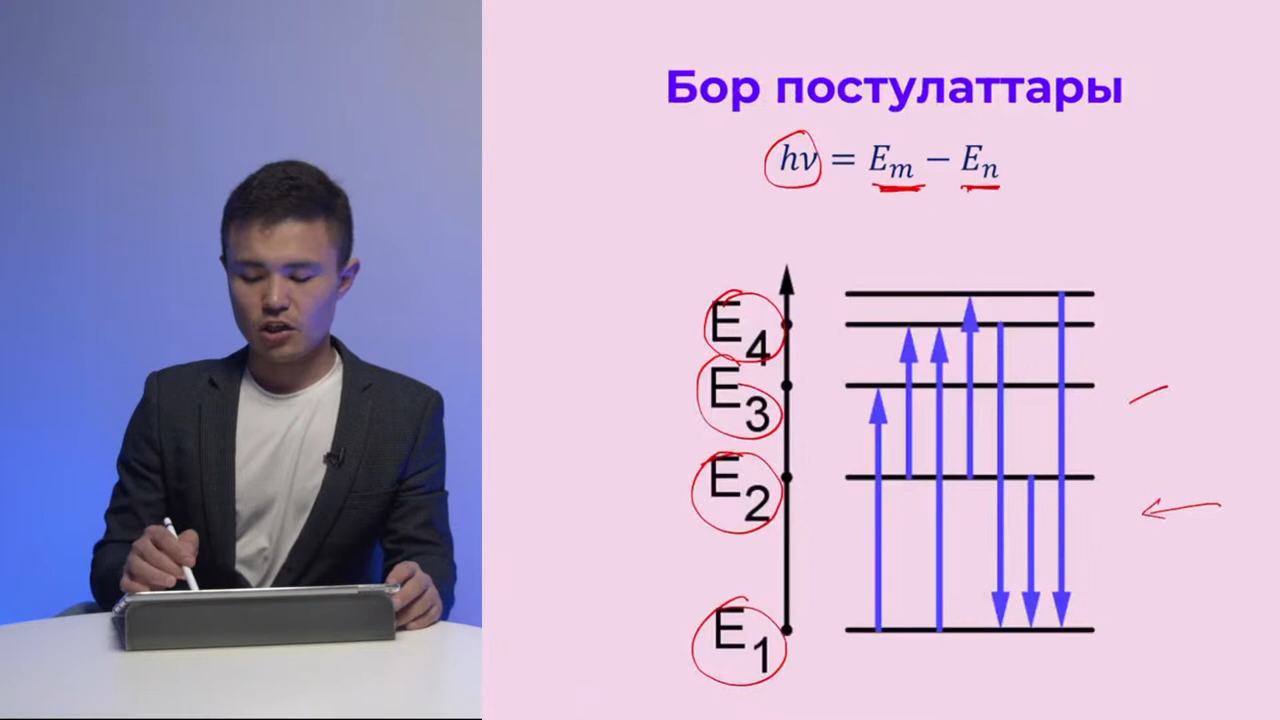 Бор постулаттары
hν = Eₘ − Eₙ
E₄
E₃
E₂
E₁